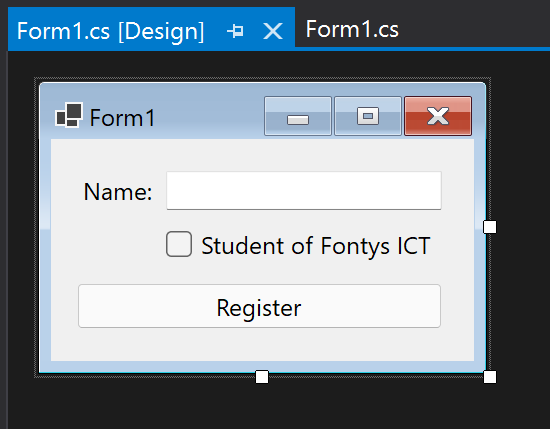 Form1.cs [Design] Form1.cs
Form1
Name:
Student of Fontys ICT
Register